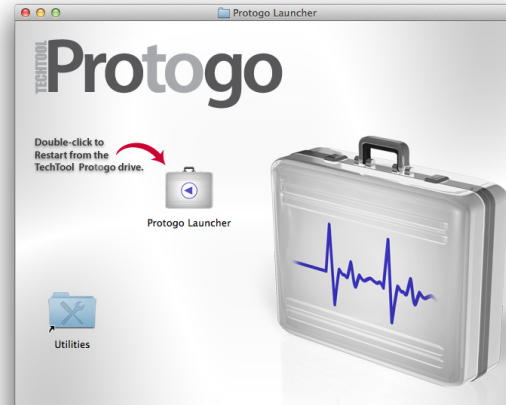 Protogo Launcher
TECHTOOL
Protogo
Double-click to
Restart from the
TechTool Protogo drive.
Protogo Launcher
Utilities